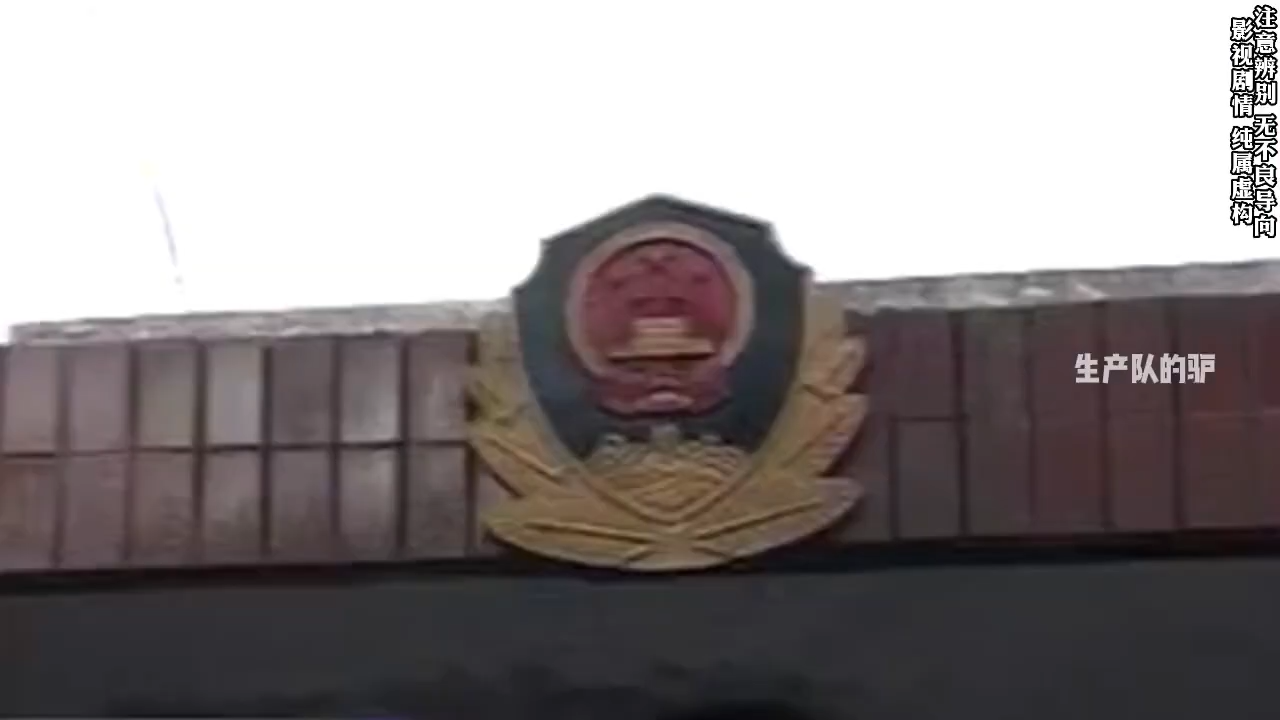 注意辨别 无不良导向
影视剧情 纯属虚构
生产队的驴